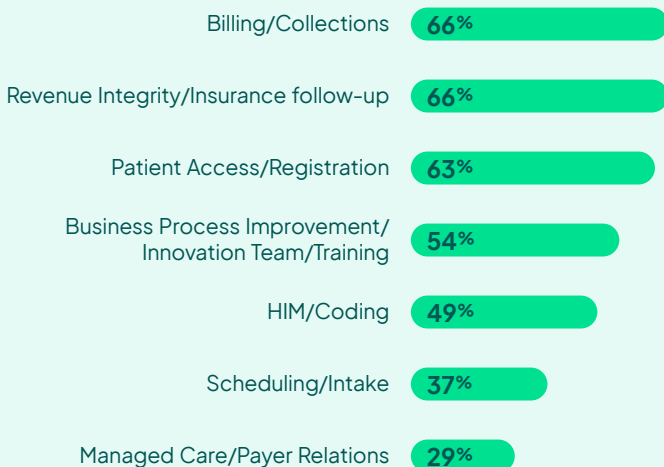 Billing/Collections 66%
Revenue Integrity/Insurance follow-up 66%
Patient Access/Registration 63%
Business Process Improvement/
Innovation Team/Training 54%
HIM/Coding 49%
Scheduling/Intake 37%
Managed Care/Payer Relations 29%